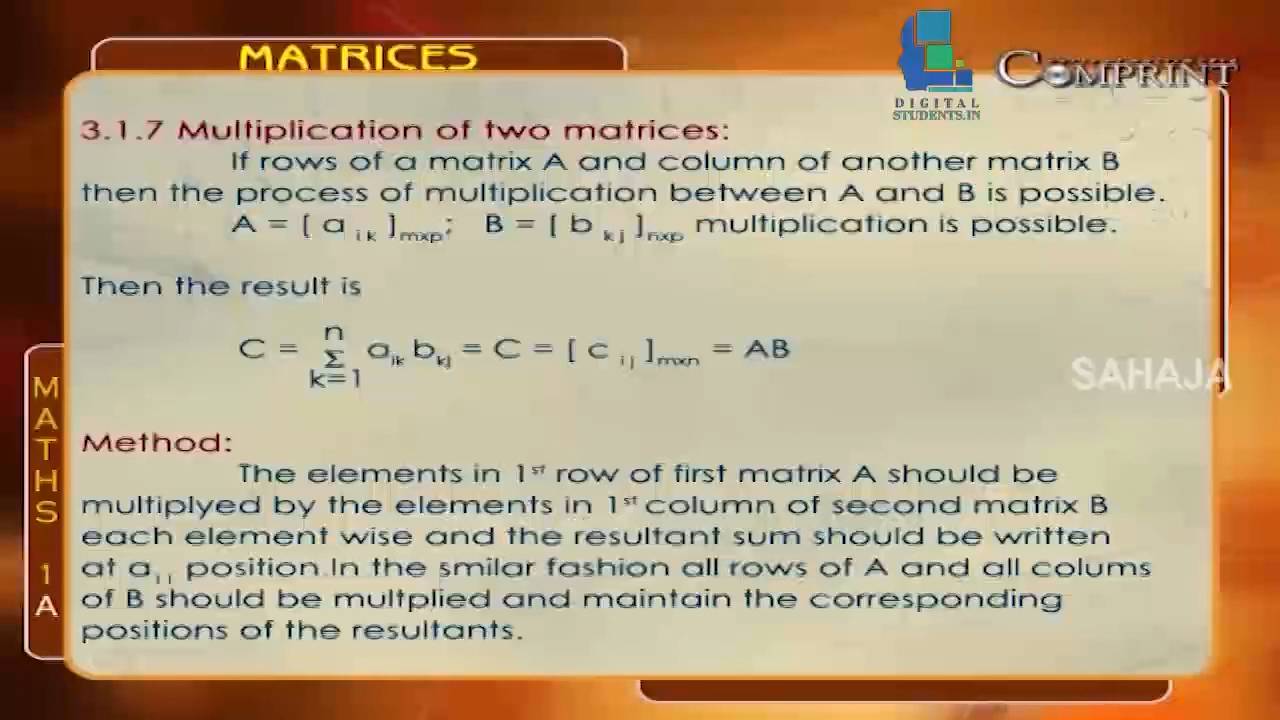 MATRICES
DIGITAL
STUDENTS.IN
COMPRINT
3.1.7 Multiplication of two matrices:
If rows of a matrix A and column of another matrix B
then the process of multiplication between A and B is possible.
A = [ a ik ]mxp; B = [ b kj ]nxp multiplication is possible.
Then the result is
C = n Σ k=1 aik bkj = C = [ c ij ]mxn = AB
SAHAJA
Method:
The elements in 1st row of first matrix A should be
multiplyed by the elements in 1st column of second matrix B
each element wise and the resultant sum should be written
at a11 position.In the smilar fashion all rows of A and all colums
of B should be multplied and maintain the corresponding
positions of the resultants.
MATHS 1A